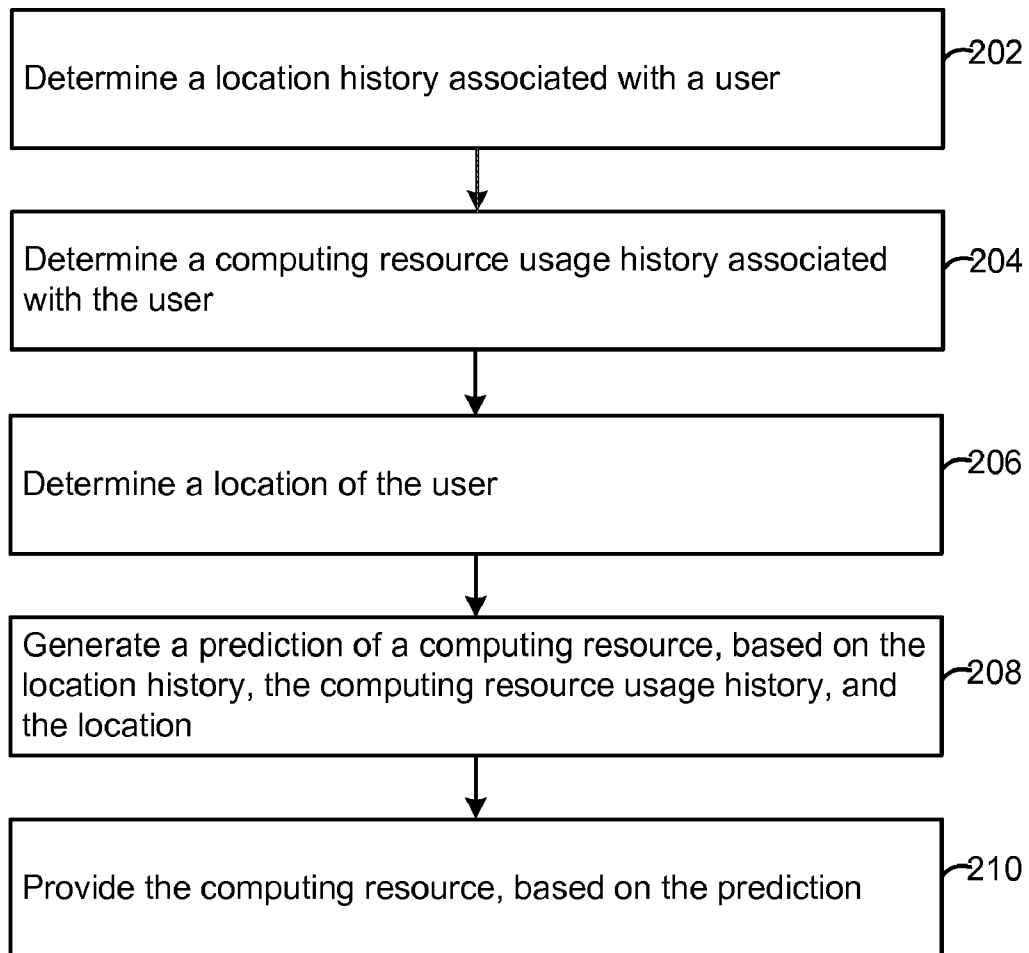 Determine a location history associated with a user
202
Determine a computing resource usage history associated
with the user
204
Determine a location of the user
206
Generate a prediction of a computing resource, based on the
location history, the computing resource usage history, and
the location
208
Provide the computing resource, based on the prediction
210